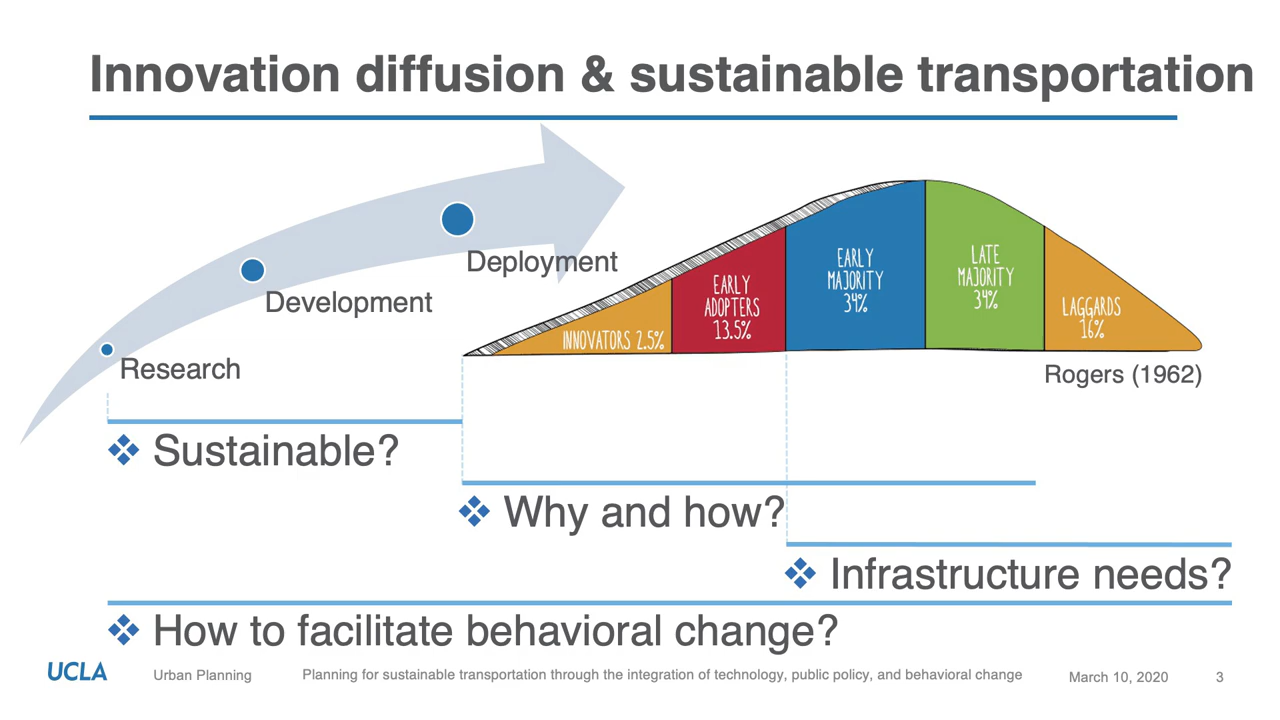 Innovation diffusion & sustainable transportation
Deployment
Development
Research
INNOVATORS 2.5%
EARLY
ADOPTERS
13.5%
EARLY
MAJORITY
34%
LATE
MAJORITY
34%
LAGGARDS
16%
Rogers (1962)
❖ Sustainable?
❖ Why and how?
❖ Infrastructure needs?
❖ How to facilitate behavioral change?
UCLA Urban Planning Planning for sustainable transportation through the integration of technology, public policy, and behavioral change March 10, 2020 3